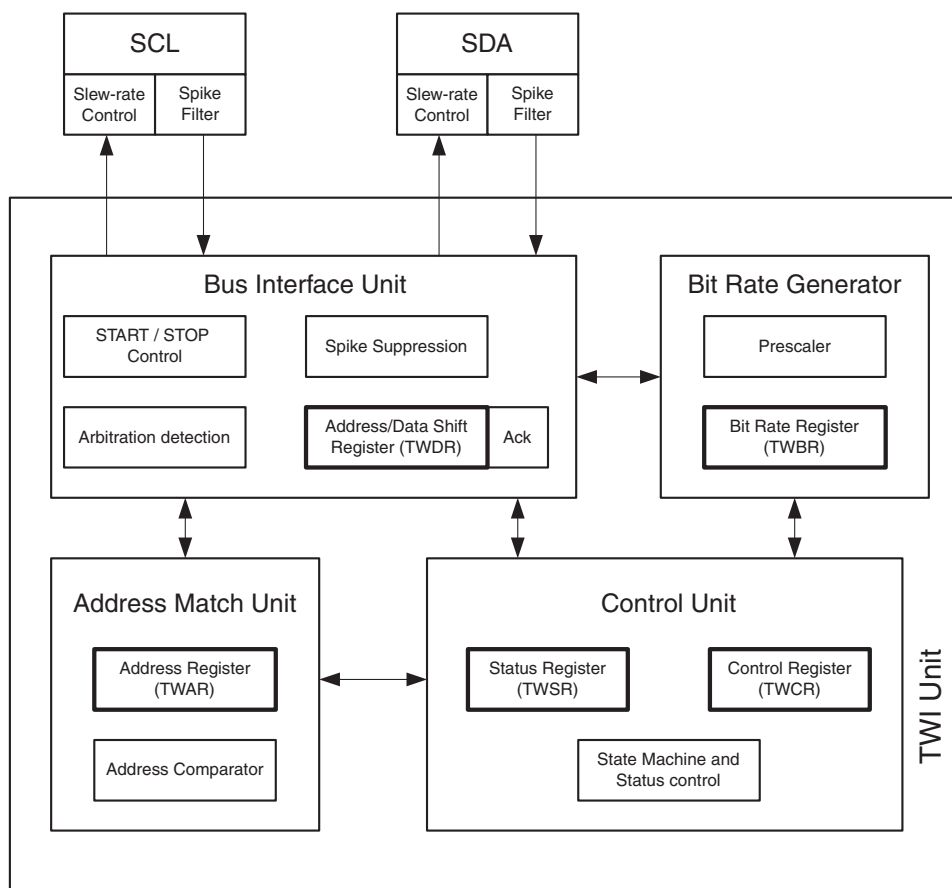 SCL
SDA
Slew-rate
Control
Spike
Filter
Slew-rate
Control
Spike
Filter
Bus Interface Unit
Bit Rate Generator
START / STOP
Control
Spike Suppression
Prescaler
Arbitration detection
Address/Data Shift
Register (TWDR)
Ack
Bit Rate Register
(TWBR)
Address Match Unit
Control Unit
Address Register
(TWAR)
Status Register
(TWSR)
Control Register
(TWCR)
Address Comparator
State Machine and
Status control
TWI Unit